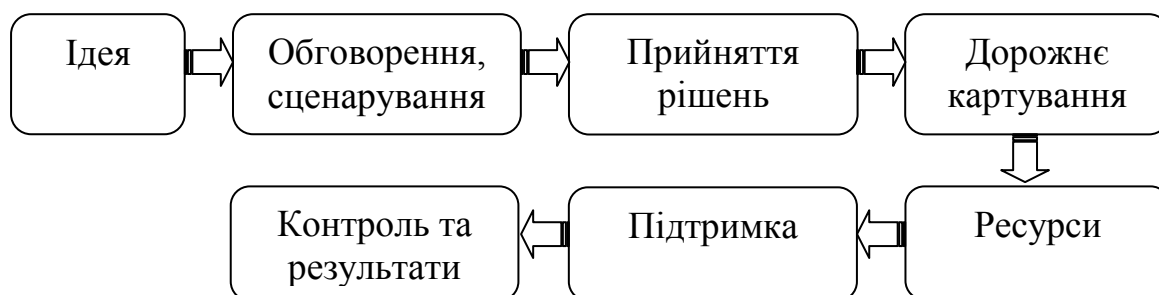 Ідея
Обговорення,
сценарування
Прийняття
рішень
Дорожнє
картування
Ресурси
Підтримка
Контроль та
результати